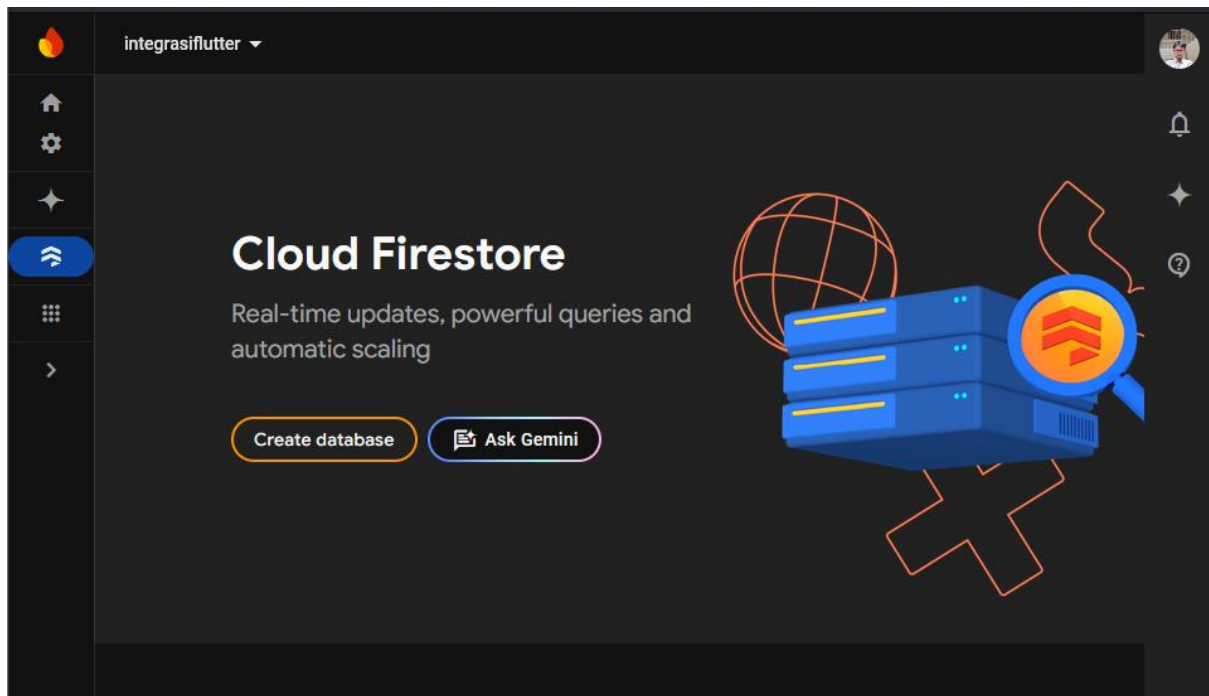 integrasiflutter
Cloud Firestore
Real-time updates, powerful queries and
automatic scaling
Create database
Ask Gemini